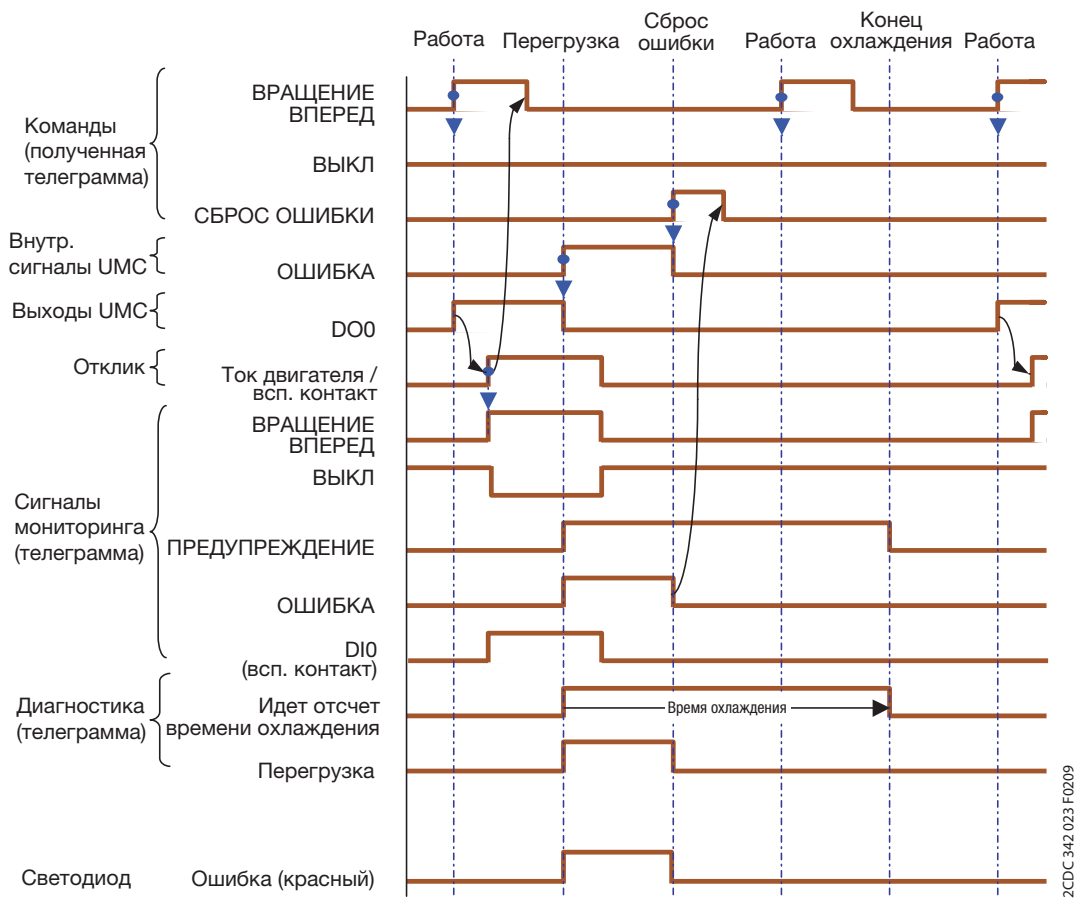 Работа
Перегрузка
Сброс
ошибки
Работа
Конец
охлаждения
Работа
Команды
(полученная
телеграмма)
ВРАЩЕНИЕ
ВПЕРЕД
ВЫКЛ
СБРОС ОШИБКИ
Внутр.
сигналы UMC
ОШИБКА
Выходы UMC
DO0
Отклик
Ток двигателя /
всп. контакт
Сигналы
мониторинга
(телеграмма)
ВРАЩЕНИЕ
ВПЕРЕД
ВЫКЛ
ПРЕДУПРЕЖДЕНИЕ
ОШИБКА
DI0
(всп. контакт)
Диагностика
(телеграмма)
Идет отсчет
времени охлаждения
Время охлаждения
Перегрузка
Светодиод
Ошибка (красный)
2CDC 342 023 F0209